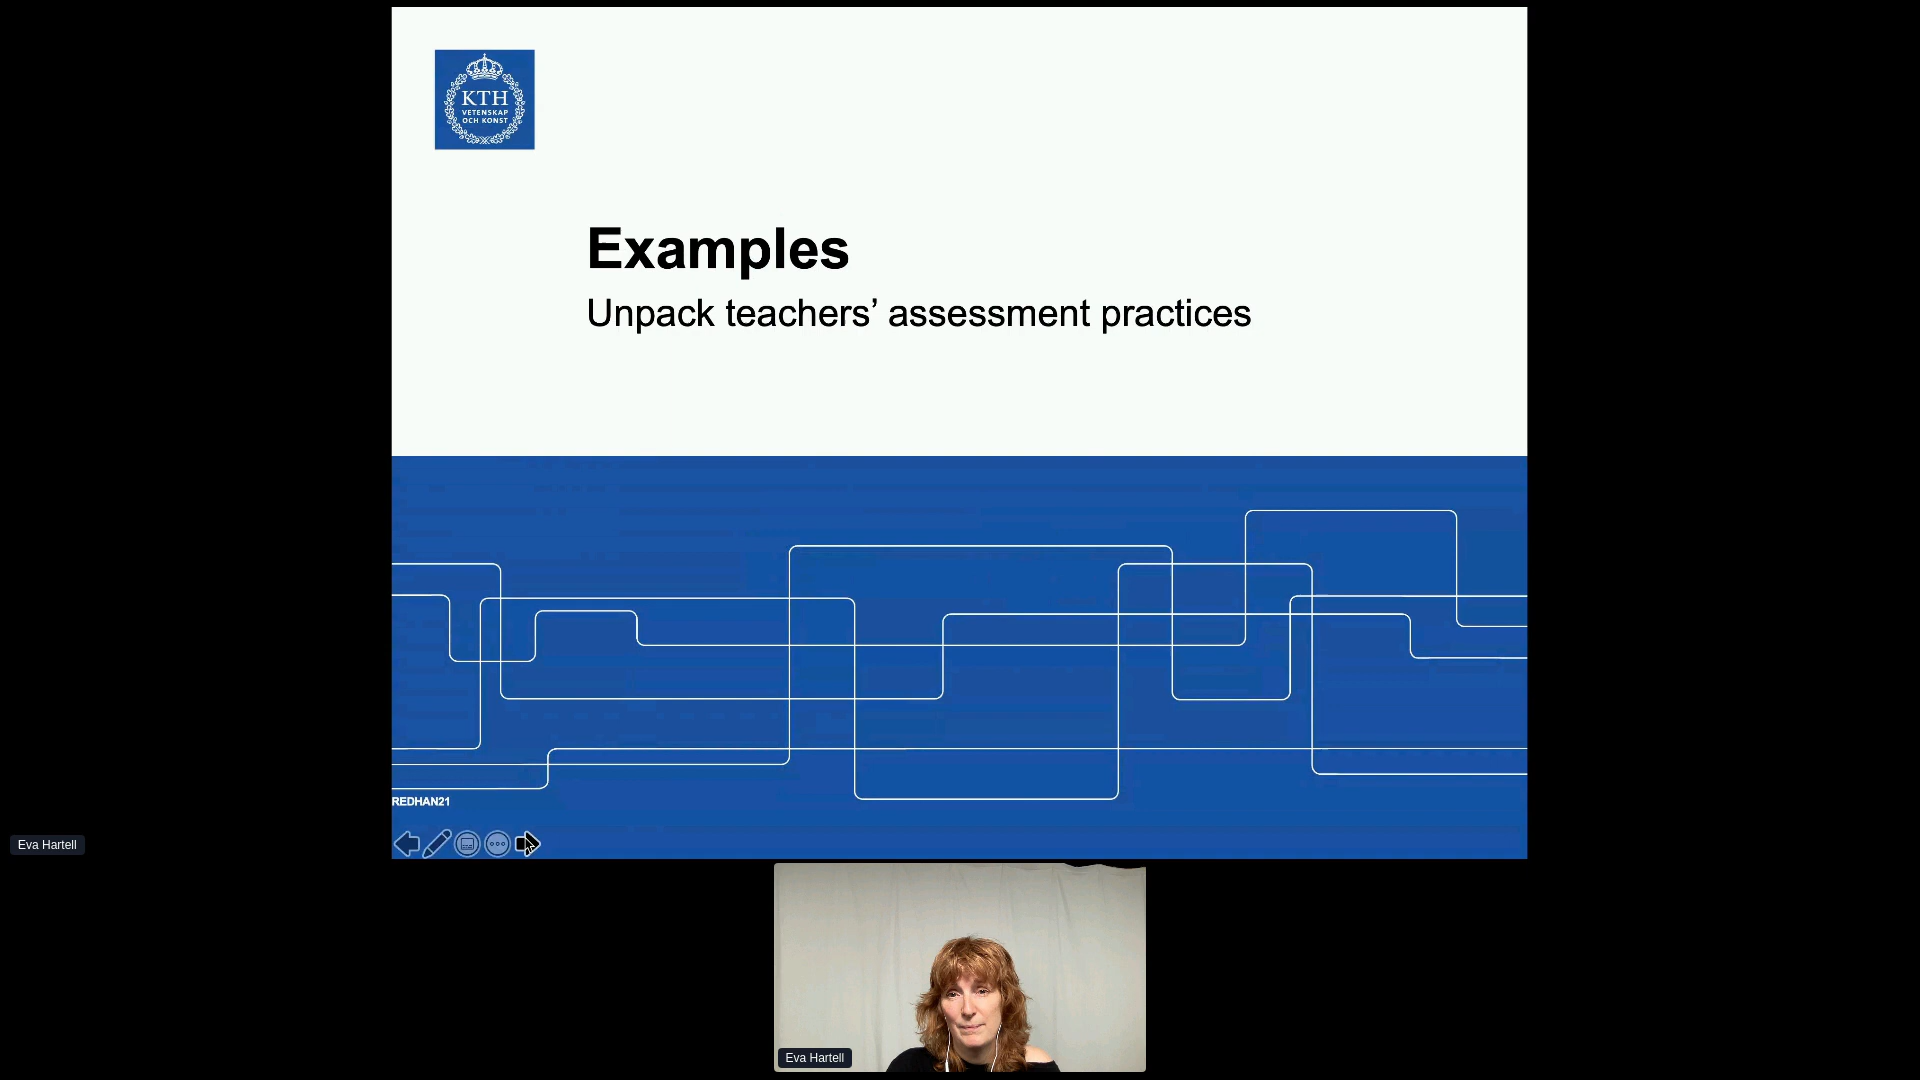 KTH
VETENSKAP
OCH KONST
Examples
Unpack teachers’ assessment practices
REDHAN21
Eva Hartell
Eva Hartell